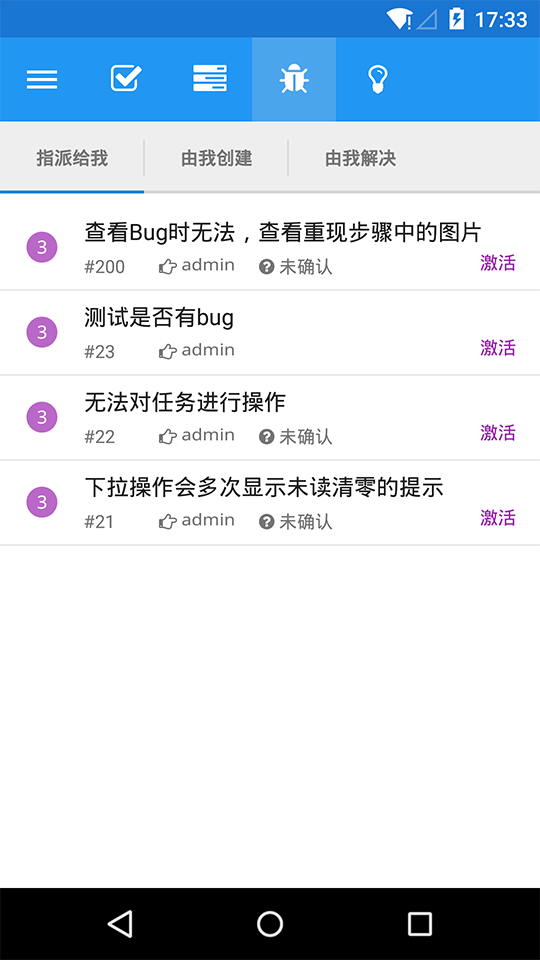 17:33
指派给我 由我创建 由我解决
3 查看Bug时无法，查看重现步骤中的图片
#200 admin 未确认 激活
3 测试是否有bug
#23 admin 激活
3 无法对任务进行操作
#22 admin 未确认 激活
3 下拉操作会多次显示未读清零的提示
#21 admin 未确认 激活